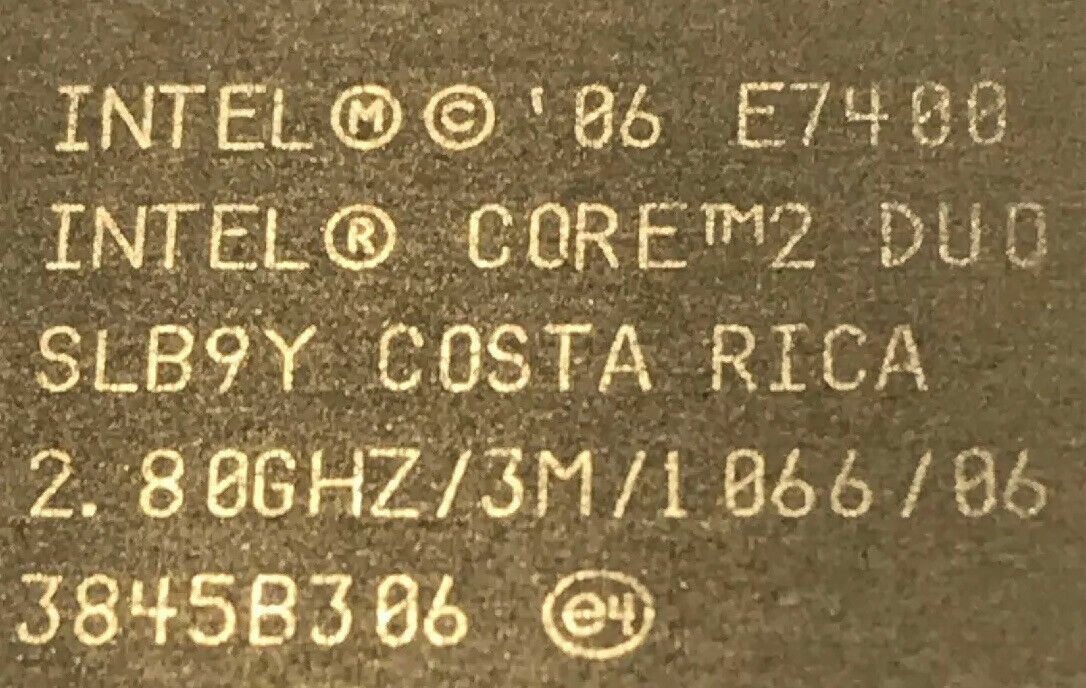 INTEL Ⓜ © '06 E7400
INTEL® CORE™2 DUO
SLB9Y COSTA RICA
2.80GHZ/3M/1066/06
3845B306 e4